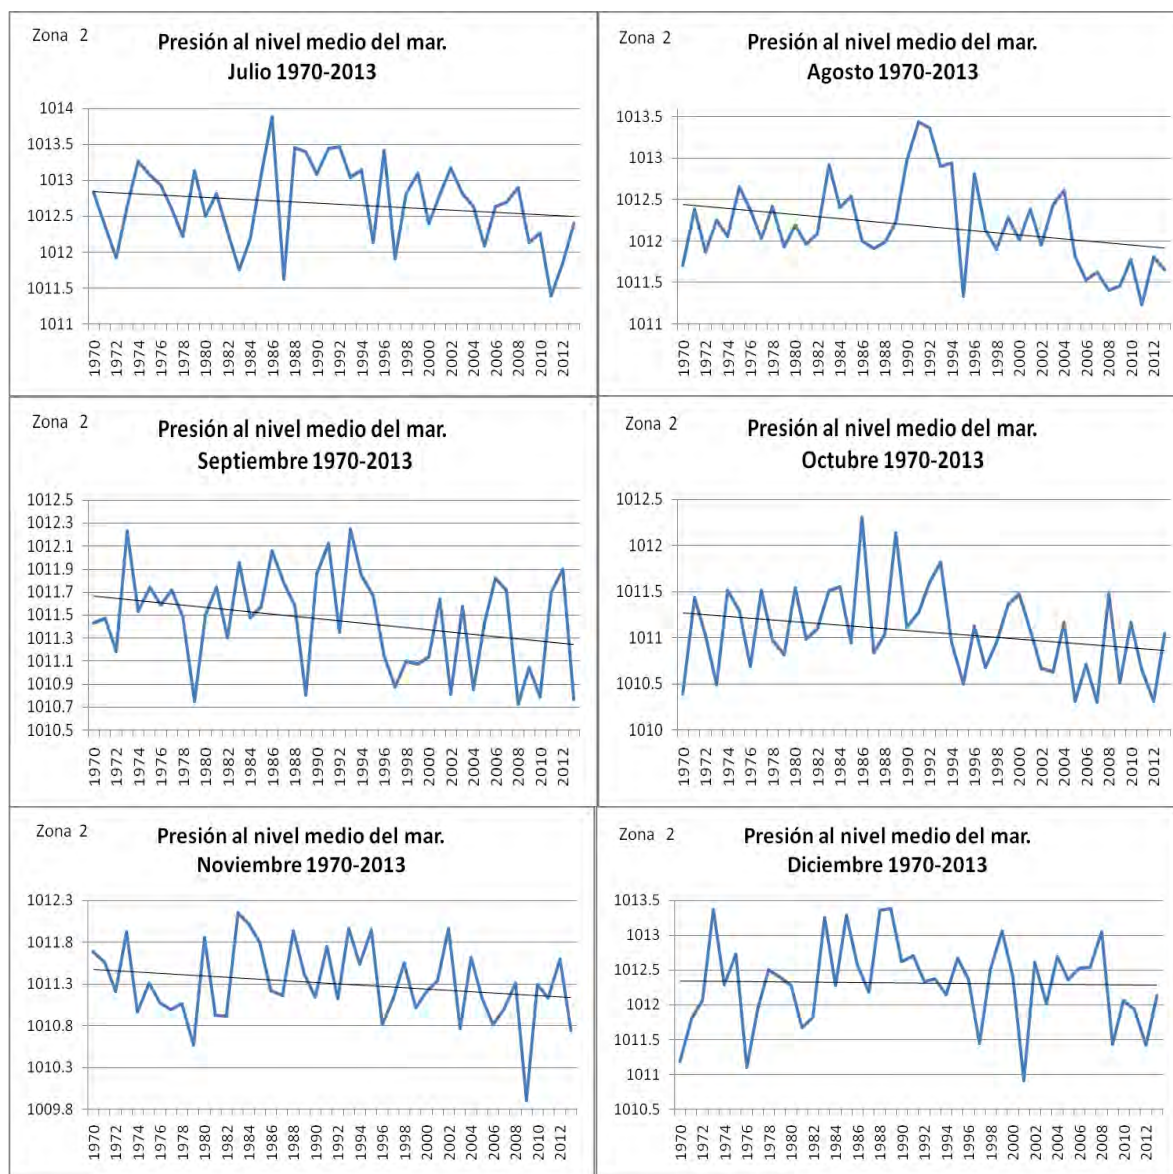 Zona 2
Presión al nivel medio del mar.
Julio 1970-2013
1014
1013.5
1013
1012.5
1012
1011.5
1011
1970 1972 1974 1976 1978 1980 1982 1984 1986 1988 1990 1992 1994 1996 1998 2000 2002 2004 2006 2008 2010 2012
Zona 2
Presión al nivel medio del mar.
Agosto 1970-2013
1013.5
1013
1012.5
1012
1011.5
1011
1970 1972 1974 1976 1978 1980 1982 1984 1986 1988 1990 1992 1994 1996 1998 2000 2002 2004 2006 2008 2010 2012
Zona 2
Presión al nivel medio del mar.
Septiembre 1970-2013
1012.5
1012.3
1012.1
1011.9
1011.7
1011.5
1011.3
1011.1
1010.9
1010.7
1010.5
1970 1972 1974 1976 1978 1980 1982 1984 1986 1988 1990 1992 1994 1996 1998 2000 2002 2004 2006 2008 2010 2012
Zona 2
Presión al nivel medio del mar.
Octubre 1970-2013
1012.5
1012
1011.5
1011
1010.5
1010
1970 1972 1974 1976 1978 1980 1982 1984 1986 1988 1990 1992 1994 1996 1998 2000 2002 2004 2006 2008 2010 2012
Zona 2
Presión al nivel medio del mar.
Noviembre 1970-2013
1012.3
1011.8
1011.3
1010.8
1010.3
1009.8
1970 1972 1974 1976 1978 1980 1982 1984 1986 1988 1990 1992 1994 1996 1998 2000 2002 2004 2006 2008 2010 2012
Zona 2
Presión al nivel medio del mar.
Diciembre 1970-2013
1013.5
1013
1012.5
1012
1011.5
1011
1010.5
1970 1972 1974 1976 1978 1980 1982 1984 1986 1988 1990 1992 1994 1996 1998 2000 2002 2004 2006 2008 2010 2012